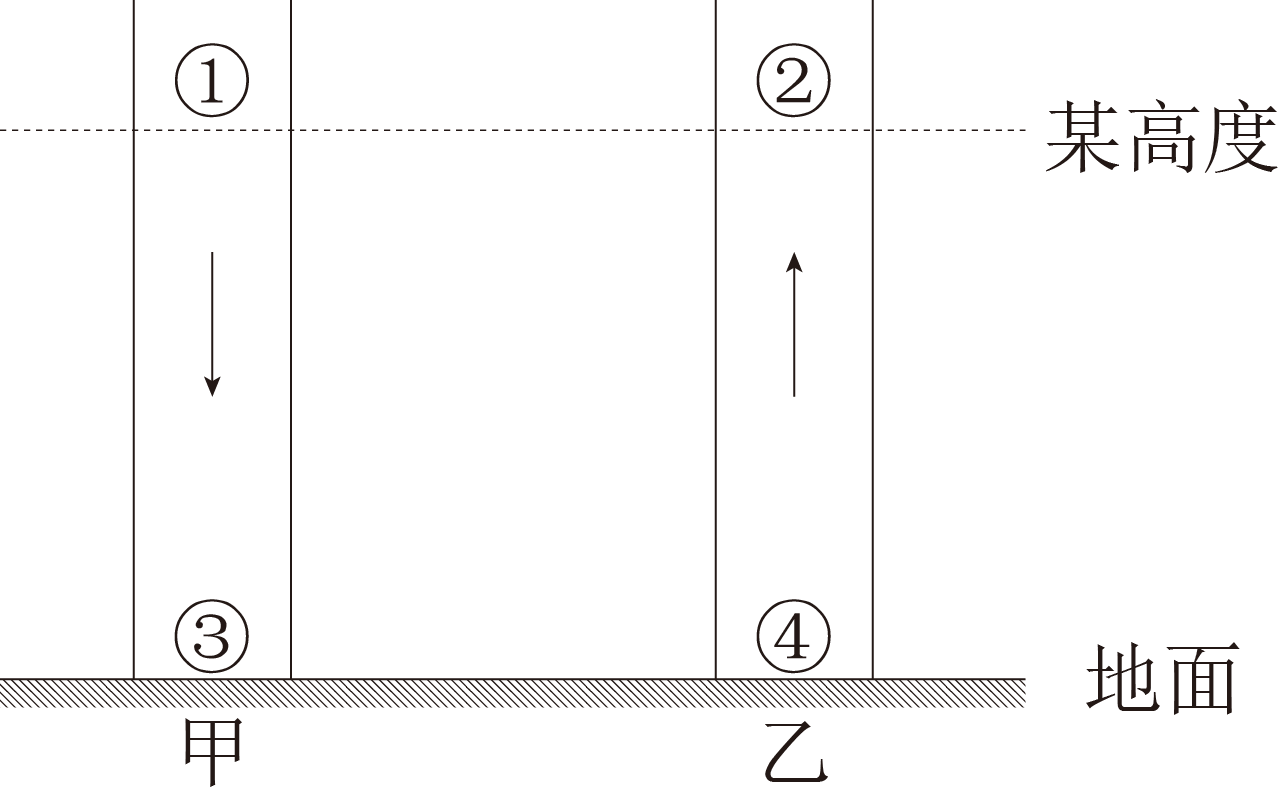 ① ②
某高度
③ ④
地面
甲 乙